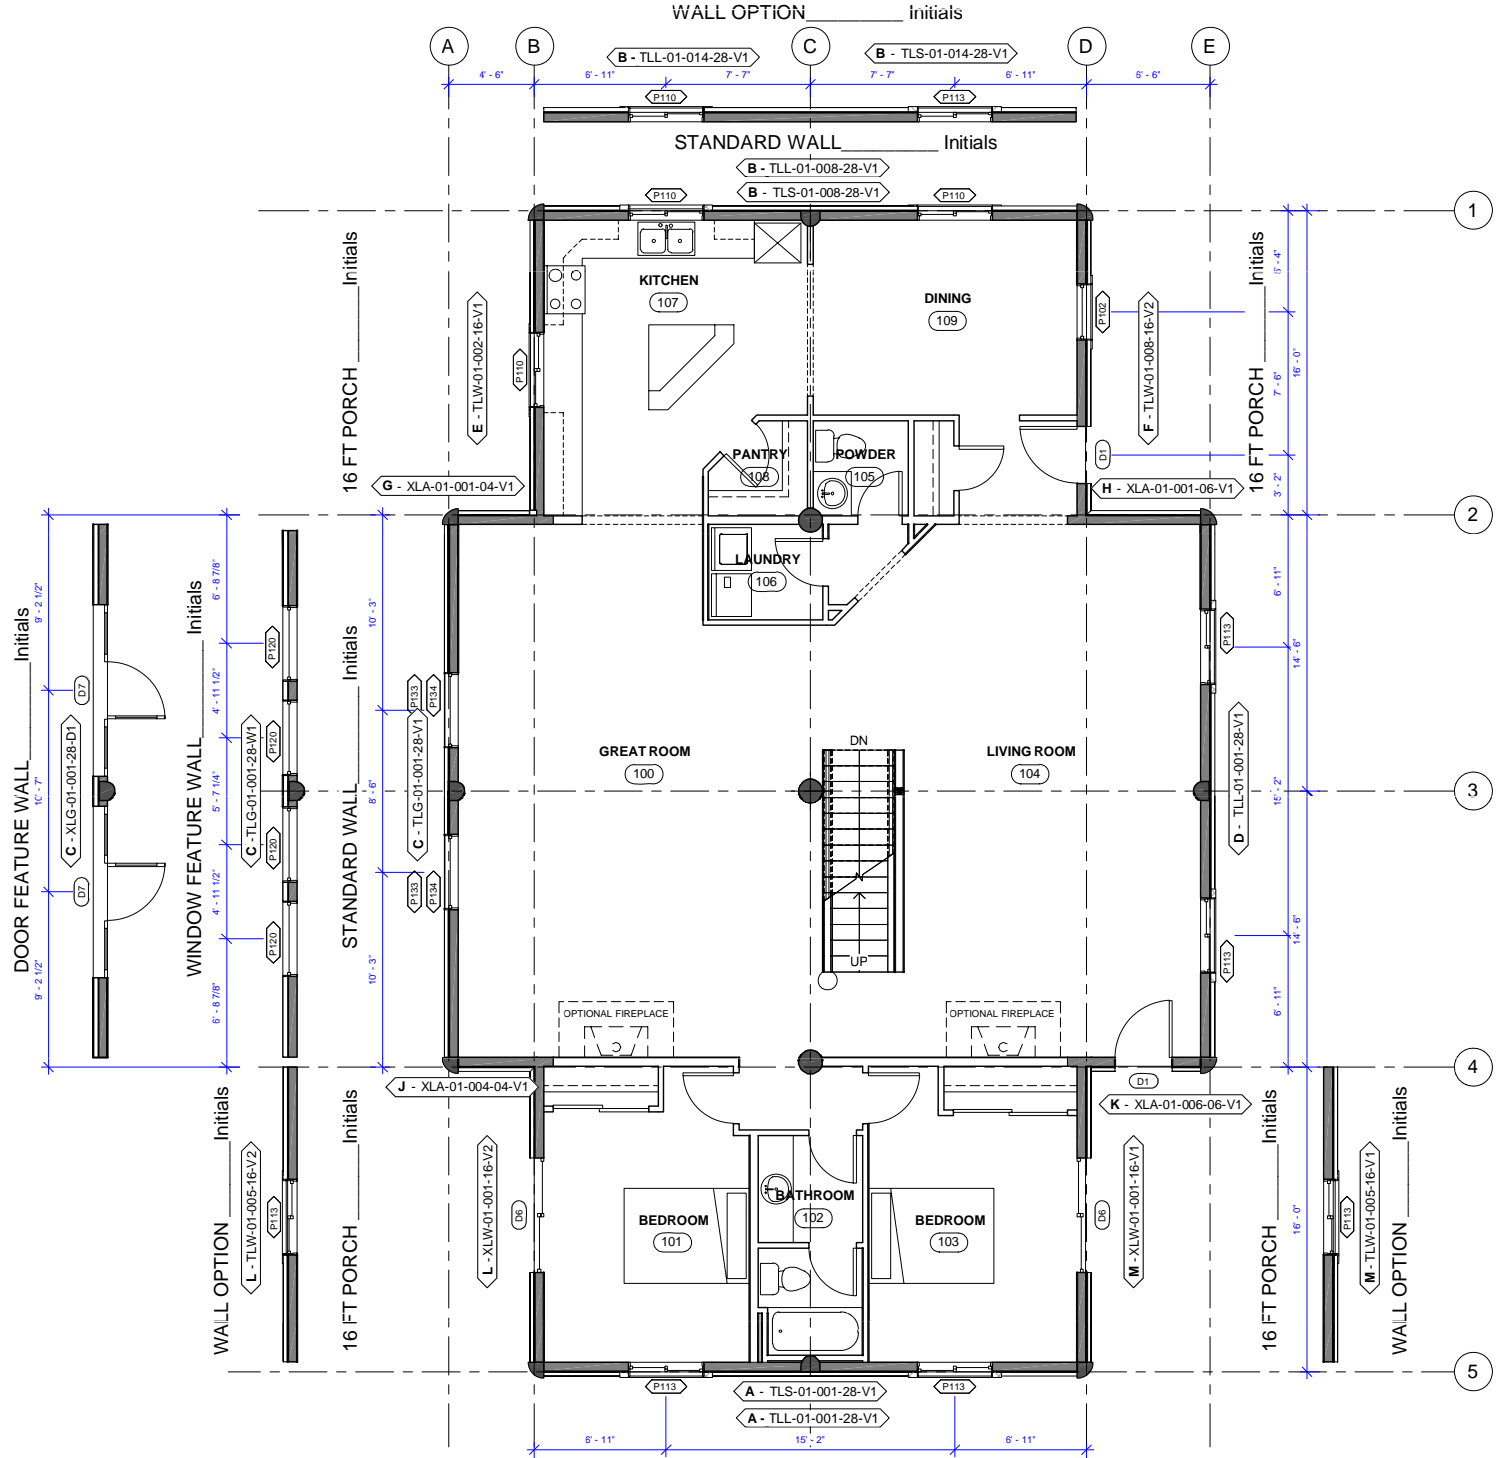 WALL OPTION_________ Initials
A
B
C
D
E
B - TLL-01-014-28-V1
B - TLS-01-014-28-V1
4' - 6"
6' - 11"
7' - 7"
7' - 7"
6' - 11"
6' - 6"
P110
P113
STANDARD WALL_________ Initials
B - TLL-01-008-28-V1
B - TLS-01-008-28-V1
P110
P110
1
16 FT PORCH ____ Initials
E - TLW-01-002-16-V1
P110
KITCHEN
107
DINING
109
P102
F - TLW-01-008-16-V2
16 FT PORCH ____ Initials
5' - 4"
7' - 6"
3' - 2"
16' - 0"
PANTRY
108
POWDER
105
D1
G - XLA-01-001-04-V1
H - XLA-01-001-06-V1
2
LAUNDRY
106
DOOR FEATURE WALL______Initials
9' - 2 1/2"
10' - 7"
9' - 2 1/2"
D7
C - XLG-01-001-28-D1
D7
WINDOW FEATURE WALL______Initials
6' - 8 7/8"
4' - 11 1/2"
5' - 7 1/4"
4' - 11 1/2"
6' - 8 7/8"
P120
P120
C - TLG-01-001-28-W1
P120
P120
STANDARD WALL______Initials
10' - 3"
8' - 6"
10' - 3"
P133
P134
C - TLG-01-001-28-V1
P133
P134
GREAT ROOM
100
DN
UP
LIVING ROOM
104
P113
D - TLL-01-001-28-V1
P113
6' - 11"
15' - 2"
6' - 11"
14' - 6"
14' - 6"
3
OPTIONAL FIREPLACE
OPTIONAL FIREPLACE
4
J - XLA-01-004-04-V1
D1
K - XLA-01-006-06-V1
WALL OPTION ______ Initials
L - TLW-01-005-16-V2
P113
16 FT PORCH ____ Initials
L - XLW-01-001-16-V2
D6
BEDROOM
101
BATHROOM
102
BEDROOM
103
D6
M - XLW-01-001-16-V1
16 FT PORCH ____ Initials
16' - 0"
P113
M - TLW-01-005-16-V1
WALL OPTION ______ Initials
5
P113
P113
A - TLS-01-001-28-V1
A - TLL-01-001-28-V1
6' - 11"
15' - 2"
6' - 11"